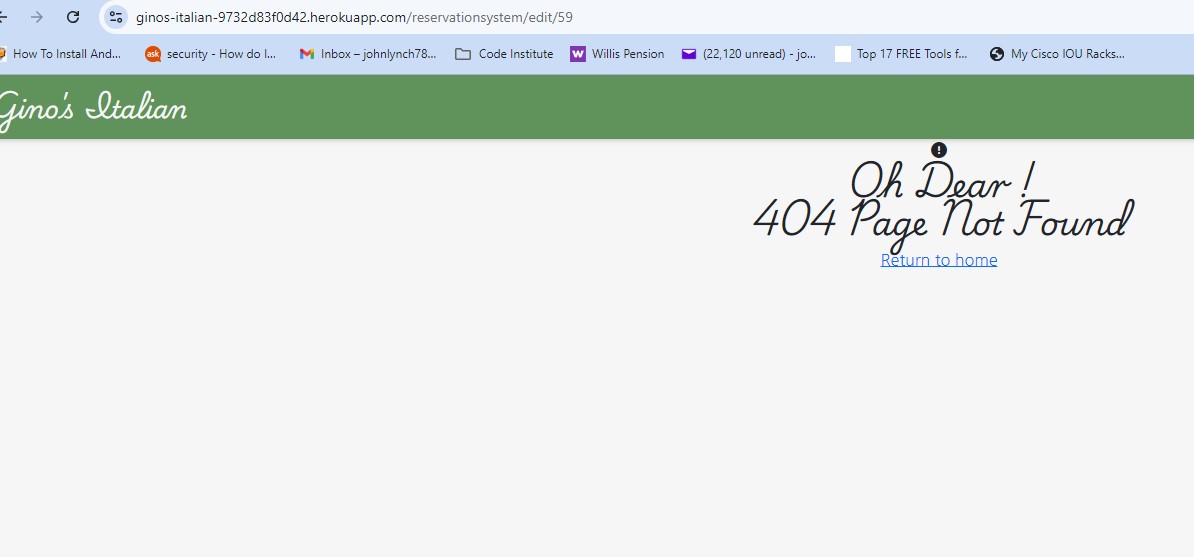 ginos-italian-9732d83f0d42.herokuapp.com/reservationsystem/edit/59
How To Install And... ask security - How do I... Inbox – johnlynch78... Code Institute W Willis Pension (22,120 unread) - jo... Top 17 FREE Tools f... My Cisco IOU Racks...
Gino's Italian
Oh Dear !
404 Page Not Found
Return to home